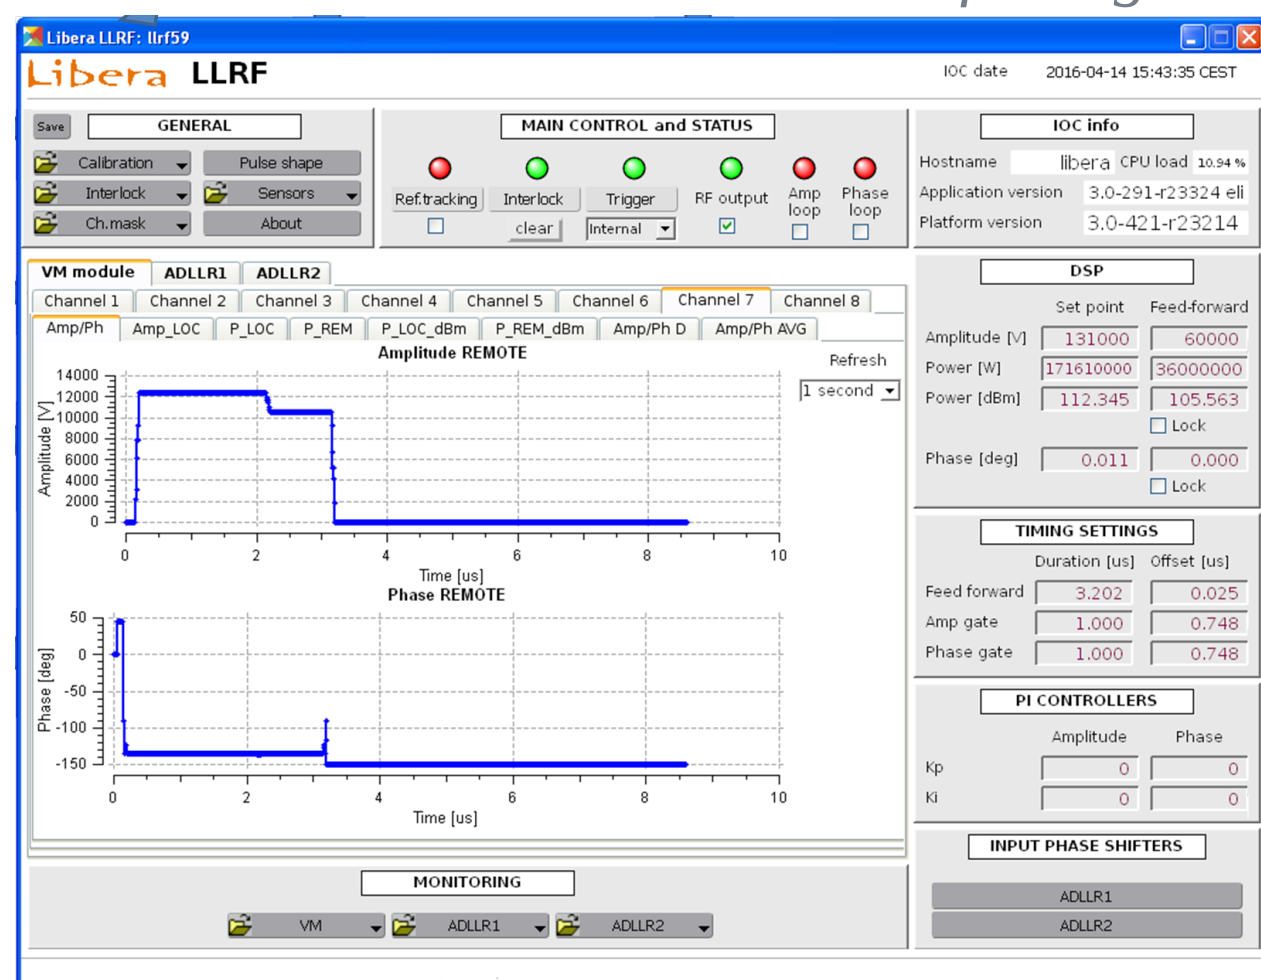 Libera LLRF: llrf59
Libera LLRF
IOC date 2016-04-14 15:43:35 CEST
Save GENERAL
Calibration Pulse shape
Interlock Sensors
Ch.mask About
MAIN CONTROL and STATUS
Ref.tracking Interlock Trigger RF output Amp loop Phase loop
clear Internal
IOC info
Hostname libera CPU load 10.94 %
Application version 3.0-291-r23324 eli
Platform version 3.0-421-r23214
VM module ADLLR1 ADLLR2
Channel 1 Channel 2 Channel 3 Channel 4 Channel 5 Channel 6 Channel 7 Channel 8
Amp/Ph Amp_LOC P_LOC P_REM P_LOC_dBm P_REM_dBm Amp/Ph D Amp/Ph AVG
Amplitude REMOTE
Refresh
1 second
Amplitude [V]
14000
12000
10000
8000
6000
4000
2000
0
0 2 4 6 8 10
Time [us]
Phase REMOTE
Phase [deg]
50
0
-50
-100
-150
0 2 4 6 8 10
Time [us]
DSP
Set point Feed-forward
Amplitude [V] 131000 60000
Power [W] 171610000 36000000
Power [dBm] 112.345 105.563
Lock
Phase [deg] 0.011 0.000
Lock
TIMING SETTINGS
Duration [us] Offset [us]
Feed forward 3.202 0.025
Amp gate 1.000 0.748
Phase gate 1.000 0.748
PI CONTROLLERS
Amplitude Phase
Kp 0 0
Ki 0 0
INPUT PHASE SHIFTERS
ADLLR1
ADLLR2
MONITORING
VM ADLLR1 ADLLR2